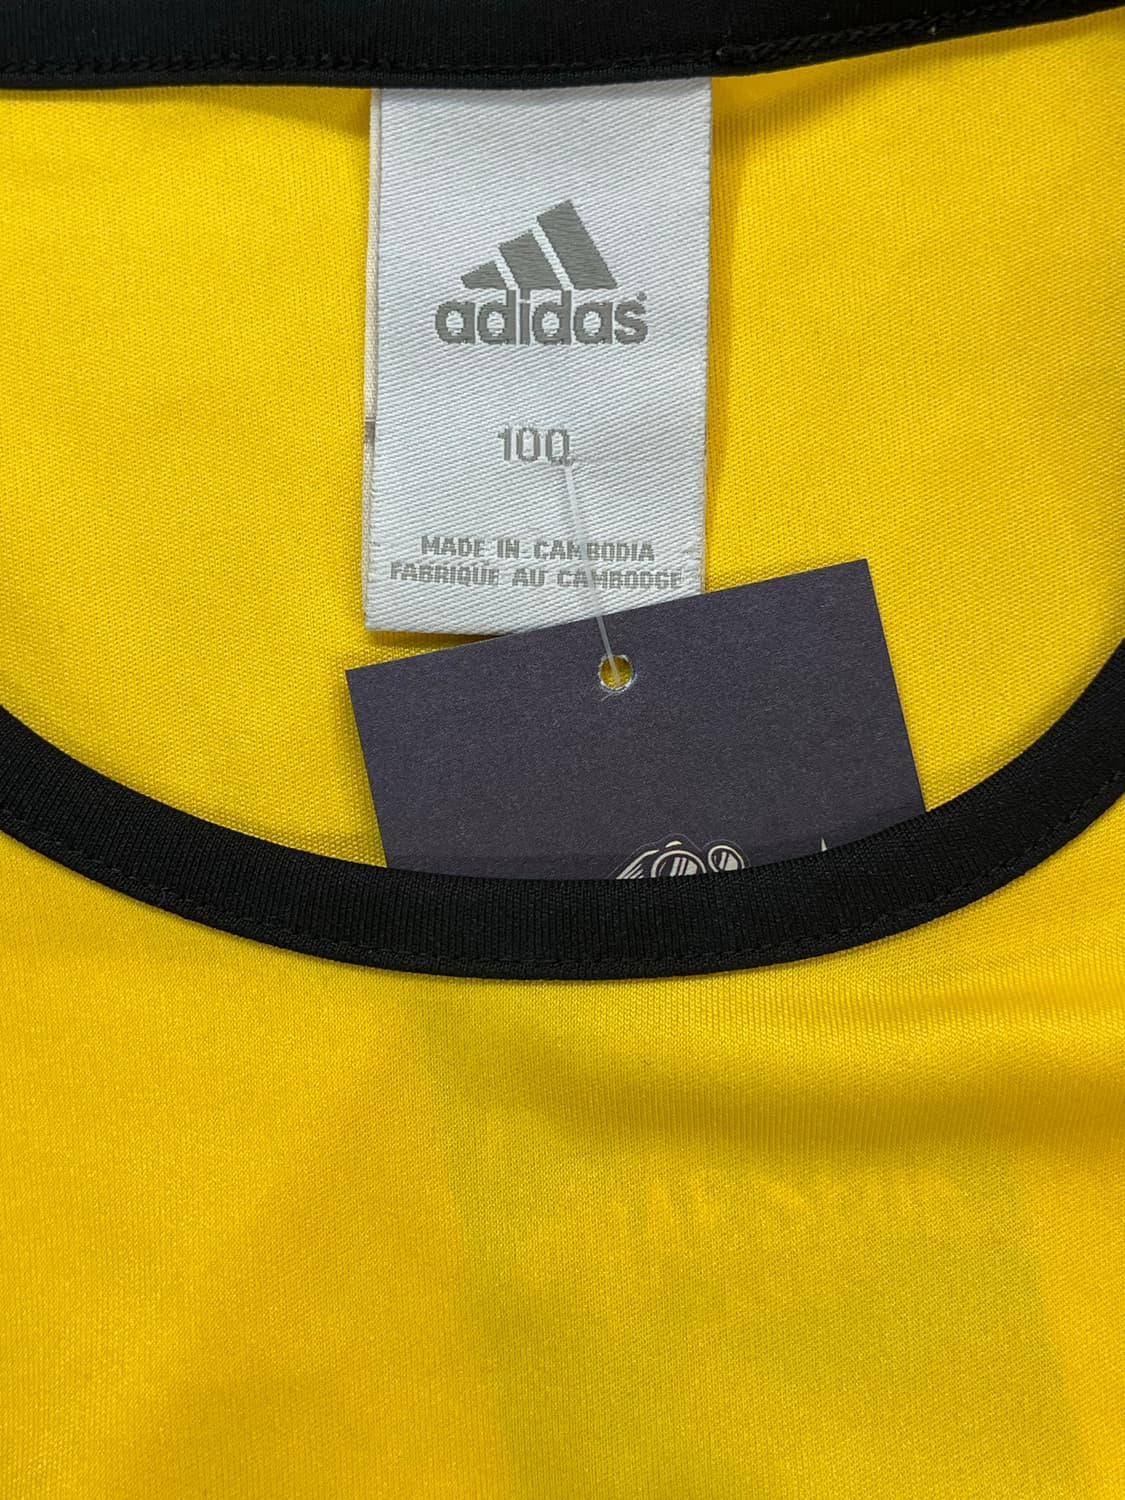 adidas®
100
MADE IN CAMBODIA
FABRIQUÉ AU CAMBODGE